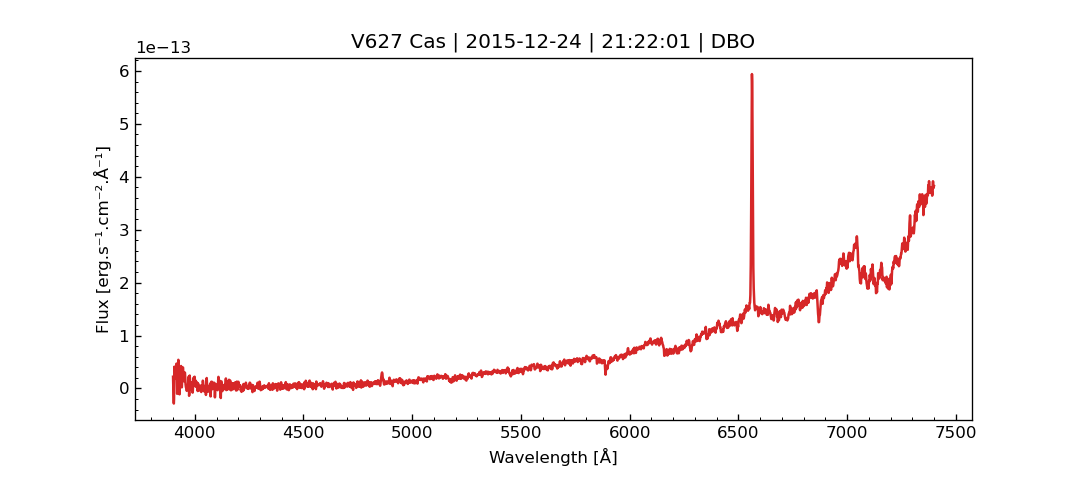 V627 Cas | 2015-12-24 | 21:22:01 | DBO
1e−13
6
5
4
3
2
1
0
Flux [erg.s⁻¹.cm⁻².Å⁻¹]
4000 4500 5000 5500 6000 6500 7000 7500
Wavelength [Å]